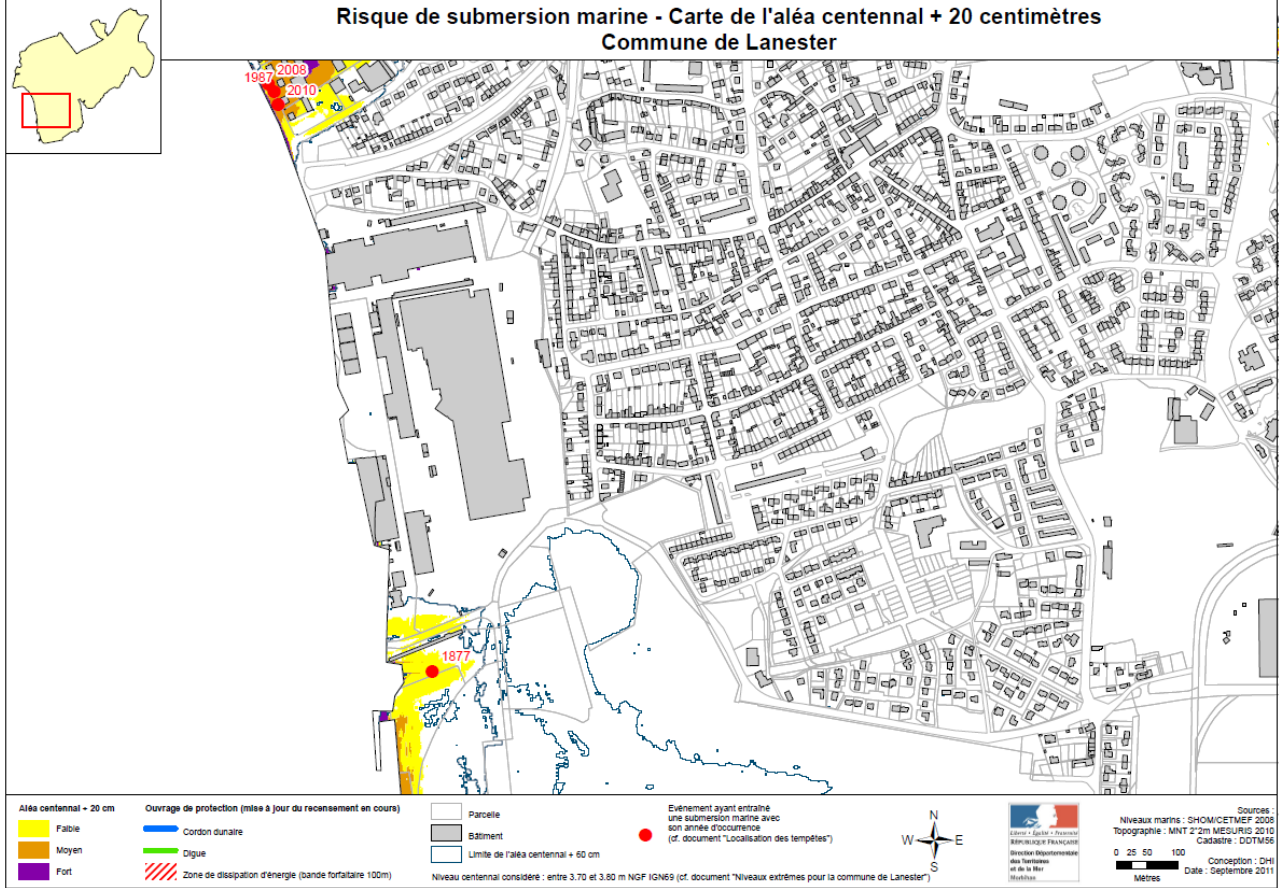 Risque de submersion marine - Carte de l'aléa centennal + 20 centimètres
Commune de Lanester
1987
2008
2010
1877
Aléa centennal + 20 cm
Faible
Moyen
Fort
Ouvrage de protection (mise à jour du recensement en cours)
Cordon dunaire
Digue
Zone de dissipation d'énergie (bande forfaitaire 100m)
Parcelle
Bâtiment
Limite de l'aléa centennal + 60 cm
Evènement ayant entraîné
une submersion marine avec
son année d'occurrence
(cf. document "Localisation des tempêtes")
Niveau centennal considéré : entre 3.70 et 3.80 m NGF IGN69 (cf. document "Niveaux extrêmes pour la commune de Lanester")
N
W
E
S
Liberté • Égalité • Fraternité
RÉPUBLIQUE FRANÇAISE
Direction Départementale
des Territoires
et de la Mer
Morbihan
Sources :
Niveaux marins : SHOM/CETMEF 2008
Topographie : MNT 2*2m MESURIS 2010
Cadastre : DDTM56
0 25 50 100
Mètres
Conception : DHI
Date : Septembre 2011